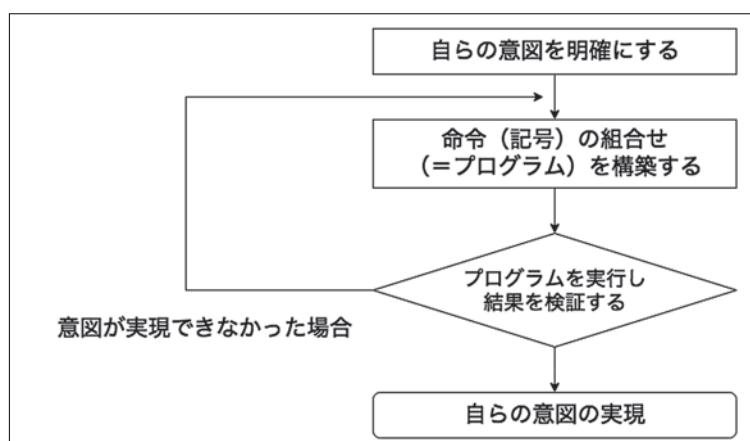 自らの意図を明確にする
命令（記号）の組合せ
（＝プログラム）を構築する
プログラムを実行し
結果を検証する
意図が実現できなかった場合
自らの意図の実現